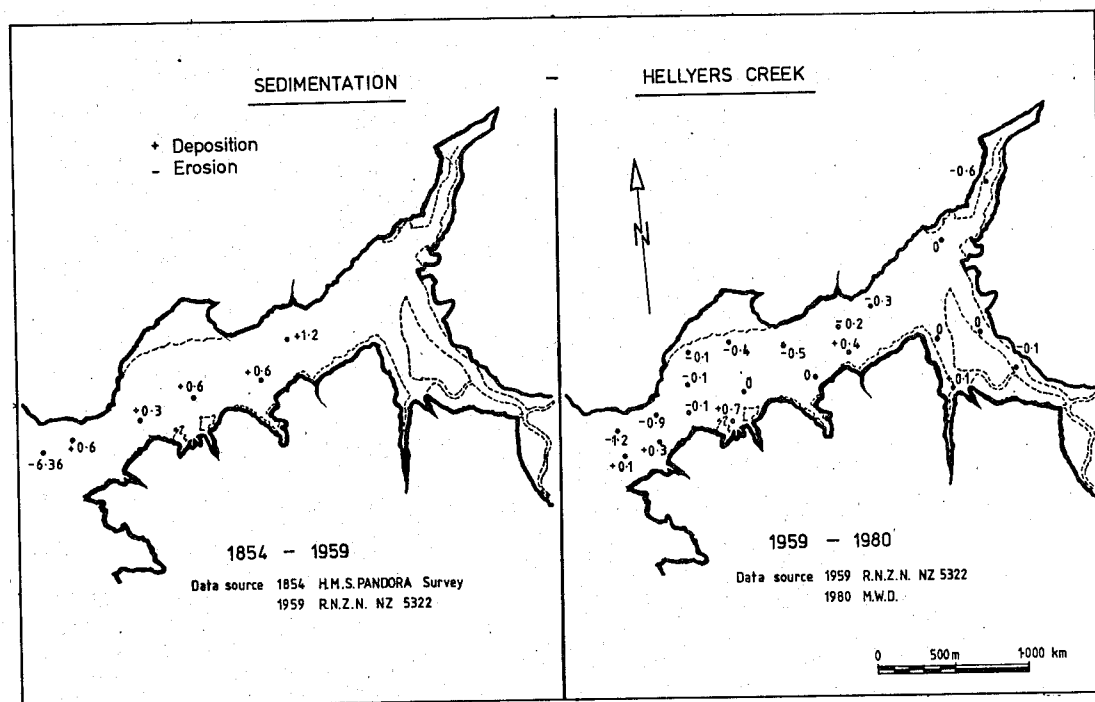 SEDIMENTATION - HELLYERS CREEK
+ Deposition
- Erosion
N
+1·2
+0·6
+0·6
+0·3
+0·6
-6·36
1854 - 1959
Data source 1854 H.M.S. PANDORA Survey
1959 R.N.Z.N. NZ 5322
-0·6
0
-0·3
-0·2
+0·4
-0·5
-0·4
-0·1
0
0
-0·1
0·1
0
-0·1
0
-0·1
+0·7
-0·9
-1·2
+0·3
+0·1
1959 - 1980
Data source 1959 R.N.Z.N. NZ 5322
1980 M.W.D.
0 500m 1·000 km